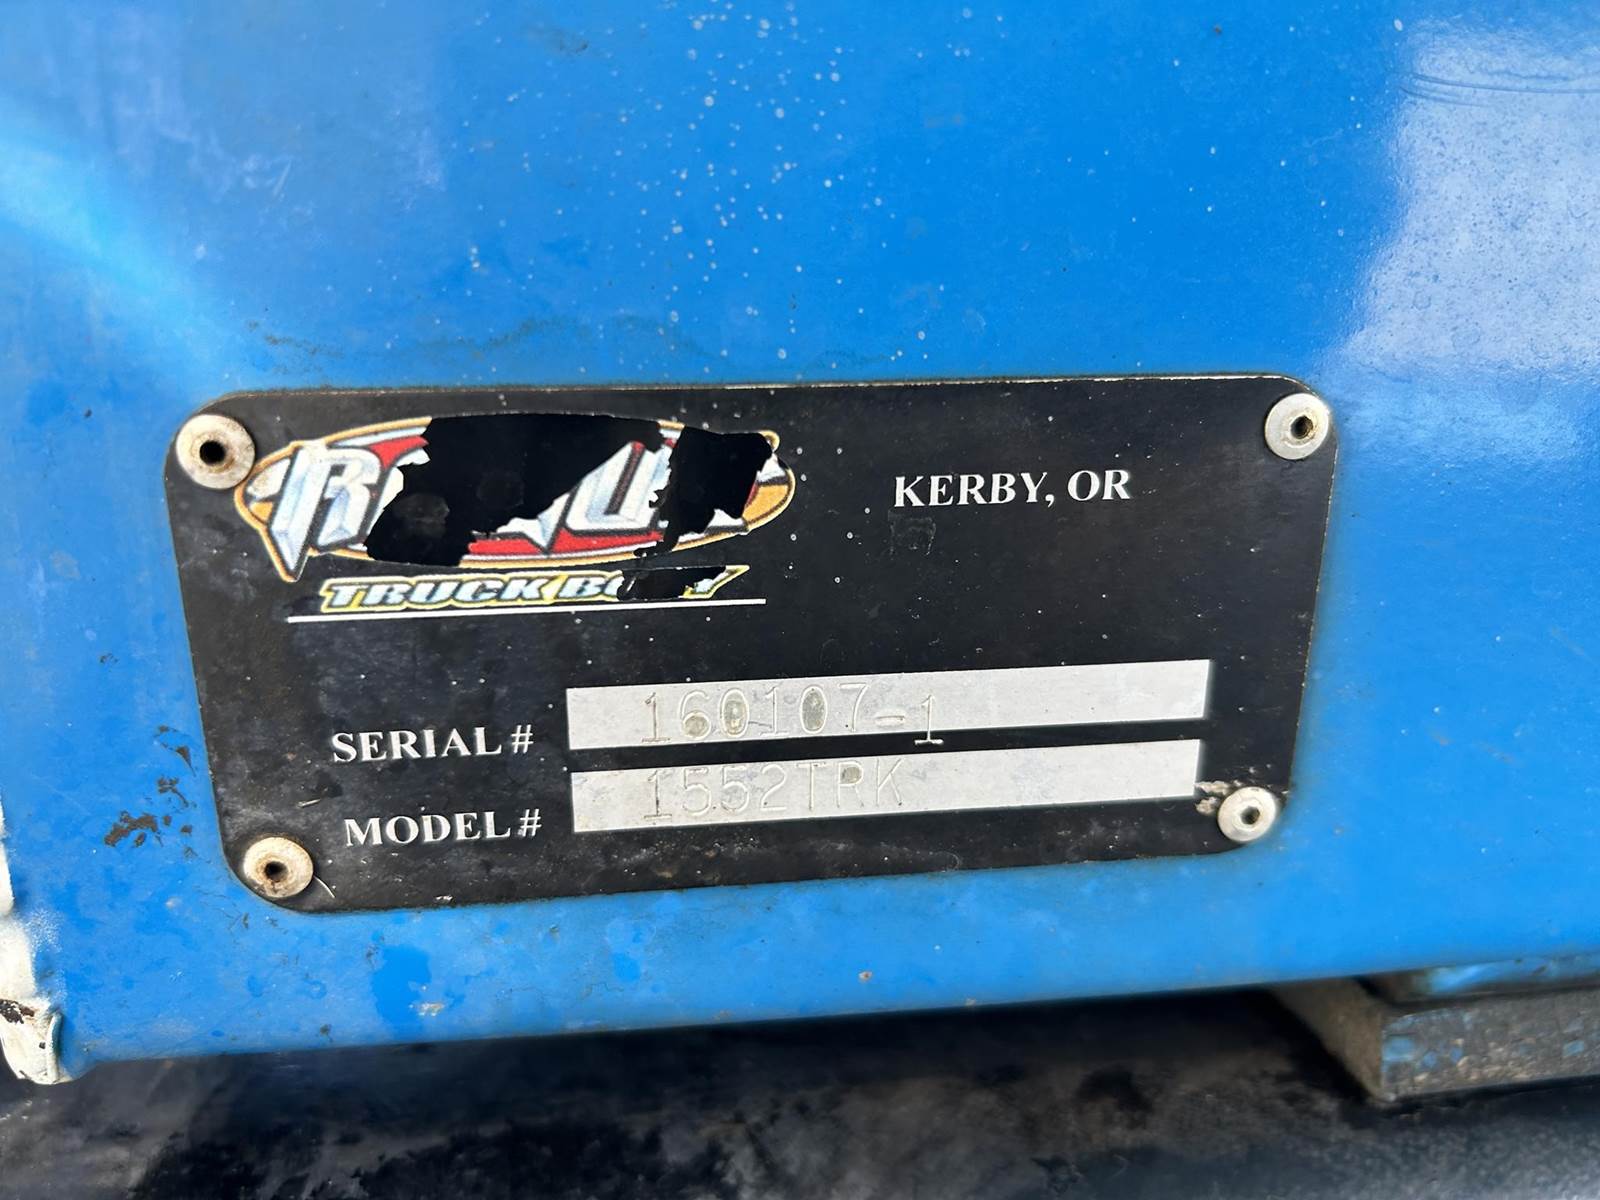 KERBY, OR
TRUCK BODY
SERIAL # 160107-1
MODEL # 1552TRK